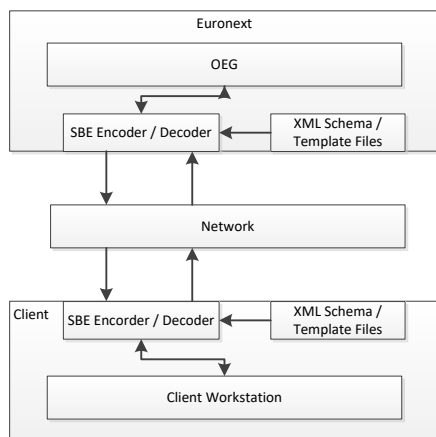 Euronext
OEG
SBE Encoder / Decoder
XML Schema /
Template Files
Network
Client
SBE Encorder / Decoder
XML Schema /
Template Files
Client Workstation